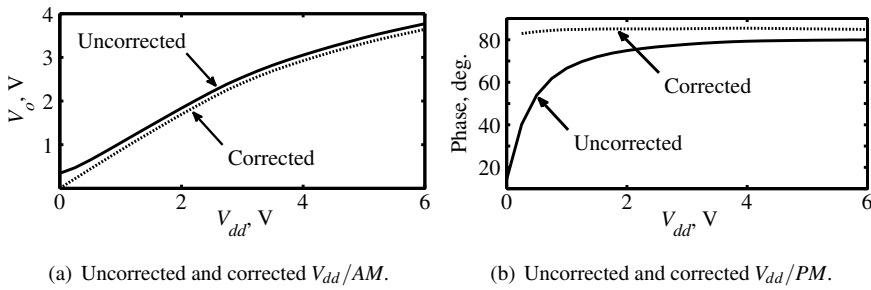 4
3
2
1
0
2
4
6
V_o, V
V_dd, V
Uncorrected
Corrected
(a) Uncorrected and corrected V_dd/AM.
80
60
40
20
0
2
4
6
Phase, deg.
V_dd, V
Corrected
Uncorrected
(b) Uncorrected and corrected V_dd/PM.